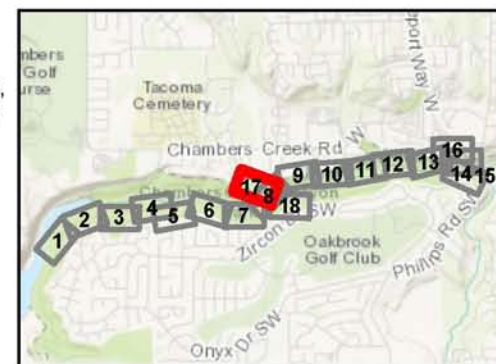 ,
mbers
Golf
urse
Tacoma
Cemetery
port Way W
Chambers Creek Rd W
16
9 10 11 12 13 14 15
17
8
4 6 18
1 2 3 5 7
Zircon Dr SW
Oakbrook
Golf Club
Phillips Rd SW
Onyx Dr SW